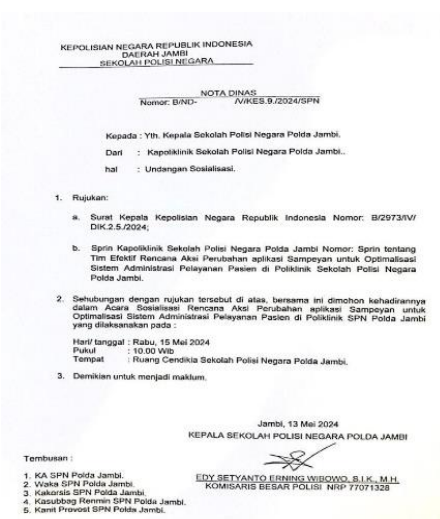 KEPOLISIAN NEGARA REPUBLIK INDONESIA
DAERAH JAMBI
SEKOLAH POLISI NEGARA
NOTA DINAS
Nomor: B/ND- /V/KES.9./2024/SPN
Kepada : Yth. Kepala Sekolah Polisi Negara Polda Jambi.
Dari : Kapoliklinik Sekolah Polisi Negara Polda Jambi..
hal : Undangan Sosialisasi.
1. Rujukan:
a. Surat Kepala Kepolisian Negara Republik Indonesia Nomor: B/2973/IV/
DIK.2.5./2024;
b. Sprin Kapoliklinik Sekolah Polisi Negara Polda Jambi Nomor: Sprin tentang
Tim Efektif Rencana Aksi Perubahan aplikasi Sampeyan untuk Optimalisasi
Sistem Administrasi Pelayanan Pasien di Poliklinik Sekolah Polisi Negara
Polda Jambi.
2. Sehubungan dengan rujukan tersebut di atas, bersama ini dimohon kehadirannya
dalam Acara Sosialisasi Rencana Aksi Perubahan aplikasi Sampeyan untuk
Optimalisasi Sistem Administrasi Pelayanan Pasien di Poliklinik SPN Polda Jambi
yang dilaksanakan pada :
Hari/ tanggal : Rabu, 15 Mei 2024
Pukul : 10.00 Wib
Tempat : Ruang Cendikia Sekolah Polisi Negara Polda Jambi.
3. Demikian untuk menjadi maklum.
Jambi, 13 Mei 2024
KEPALA SEKOLAH POLISI NEGARA POLDA JAMBI
EDY SETYANTO ERNING WIBOWO, S.I.K., M.H.
KOMISARIS BESAR POLISI NRP 77071328
Tembusan :
1. KA SPN Polda Jambi.
2. Waka SPN Polda Jambi.
3. Kakorsis SPN Polda Jambi.
4. Kasubbag Renmin SPN Polda Jambi.
5. Kanit Provost SPN Polda Jambi.